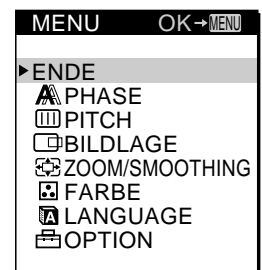 MENU OK→MENU
ENDE
PHASE
PITCH
BILDLAGE
ZOOM/SMOOTHING
FARBE
LANGUAGE
OPTION